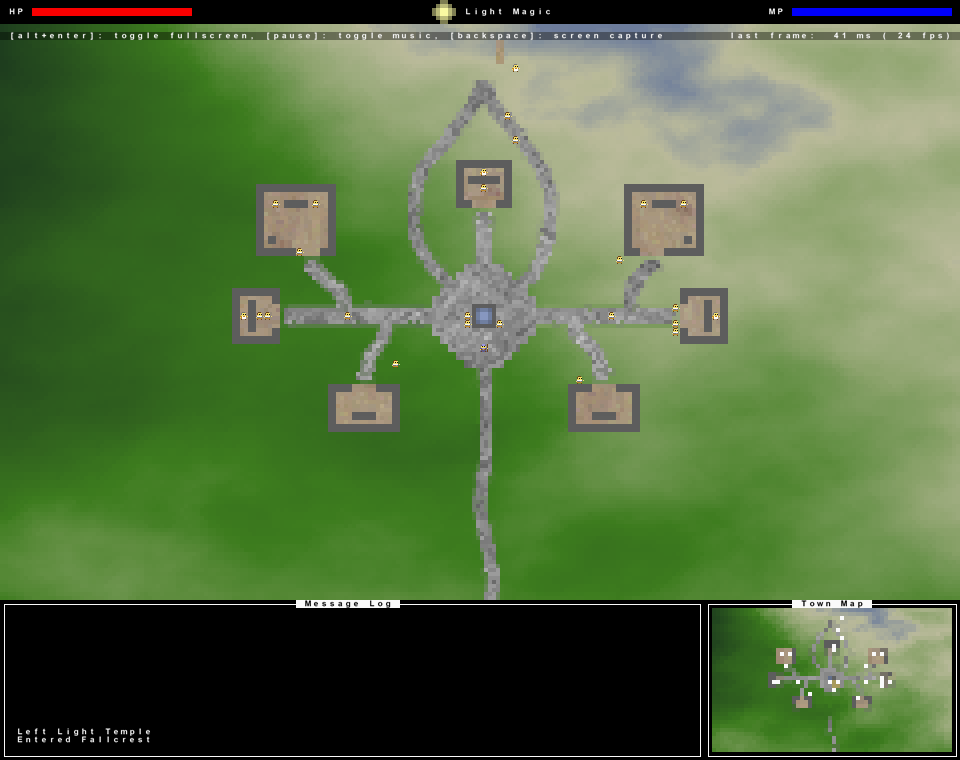 HP Light Magic MP
[alt+enter]: toggle fullscreen, [pause]: toggle music, [backspace]: screen capture last frame: 41 ms ( 24 fps)
Message Log Town Map
Left Light Temple
Entered Fallcrest